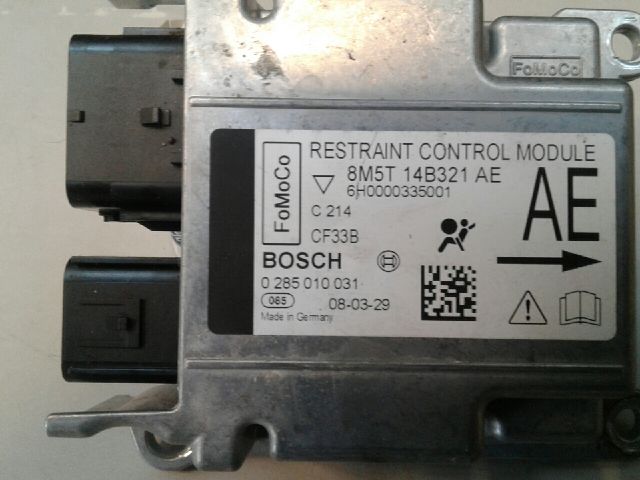 FoMoCo
FoMoCo
RESTRAINT CONTROL MODULE
8M5T 14B321 AE
6H0000335001
C 214
CF33B
AE
BOSCH
0 285 010 031
065
08-03-29
Made in Germany